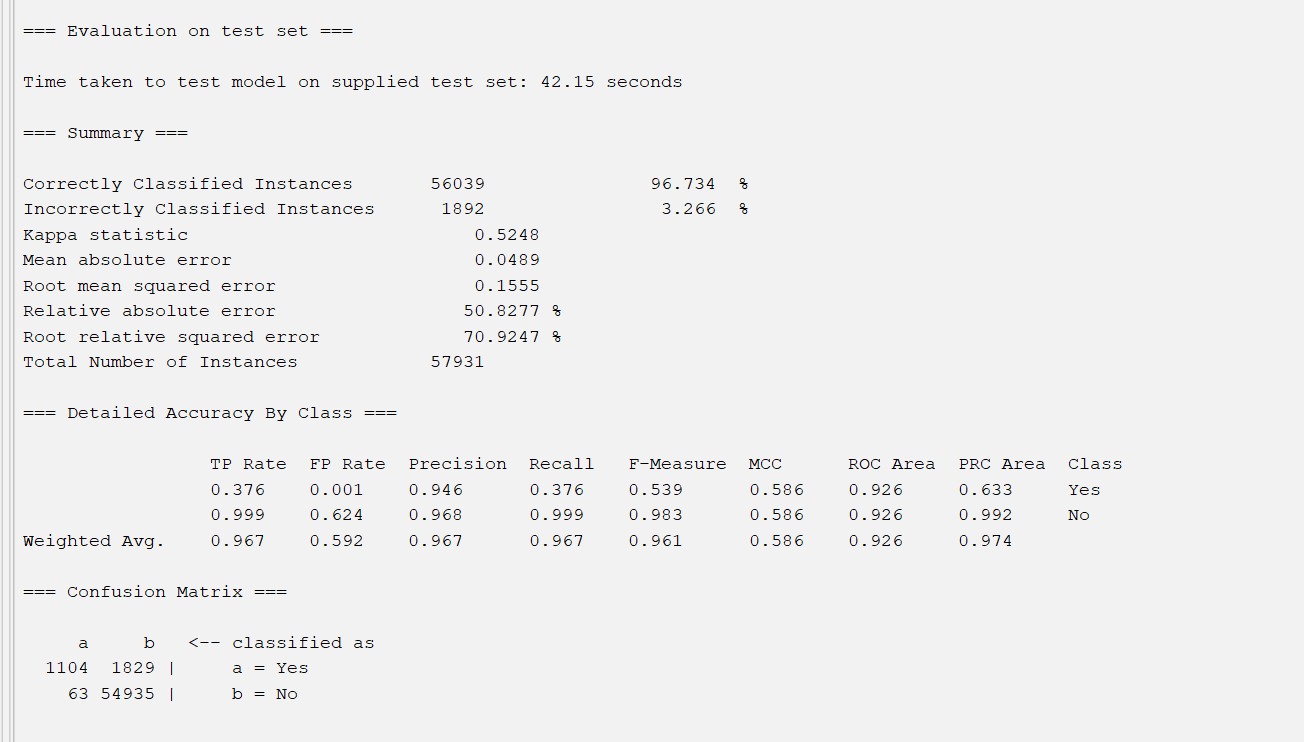 === Evaluation on test set ===
Time taken to test model on supplied test set: 42.15 seconds
=== Summary ===
Correctly Classified Instances 56039 96.734 %
Incorrectly Classified Instances 1892 3.266 %
Kappa statistic 0.5248
Mean absolute error 0.0489
Root mean squared error 0.1555
Relative absolute error 50.8277 %
Root relative squared error 70.9247 %
Total Number of Instances 57931
=== Detailed Accuracy By Class ===
TP Rate FP Rate Precision Recall F-Measure MCC ROC Area PRC Area Class
0.376 0.001 0.946 0.376 0.539 0.586 0.926 0.633 Yes
0.999 0.624 0.968 0.999 0.983 0.586 0.926 0.992 No
Weighted Avg. 0.967 0.592 0.967 0.967 0.961 0.586 0.926 0.974
=== Confusion Matrix ===
a b <-- classified as
1104 1829 | a = Yes
63 54935 | b = No